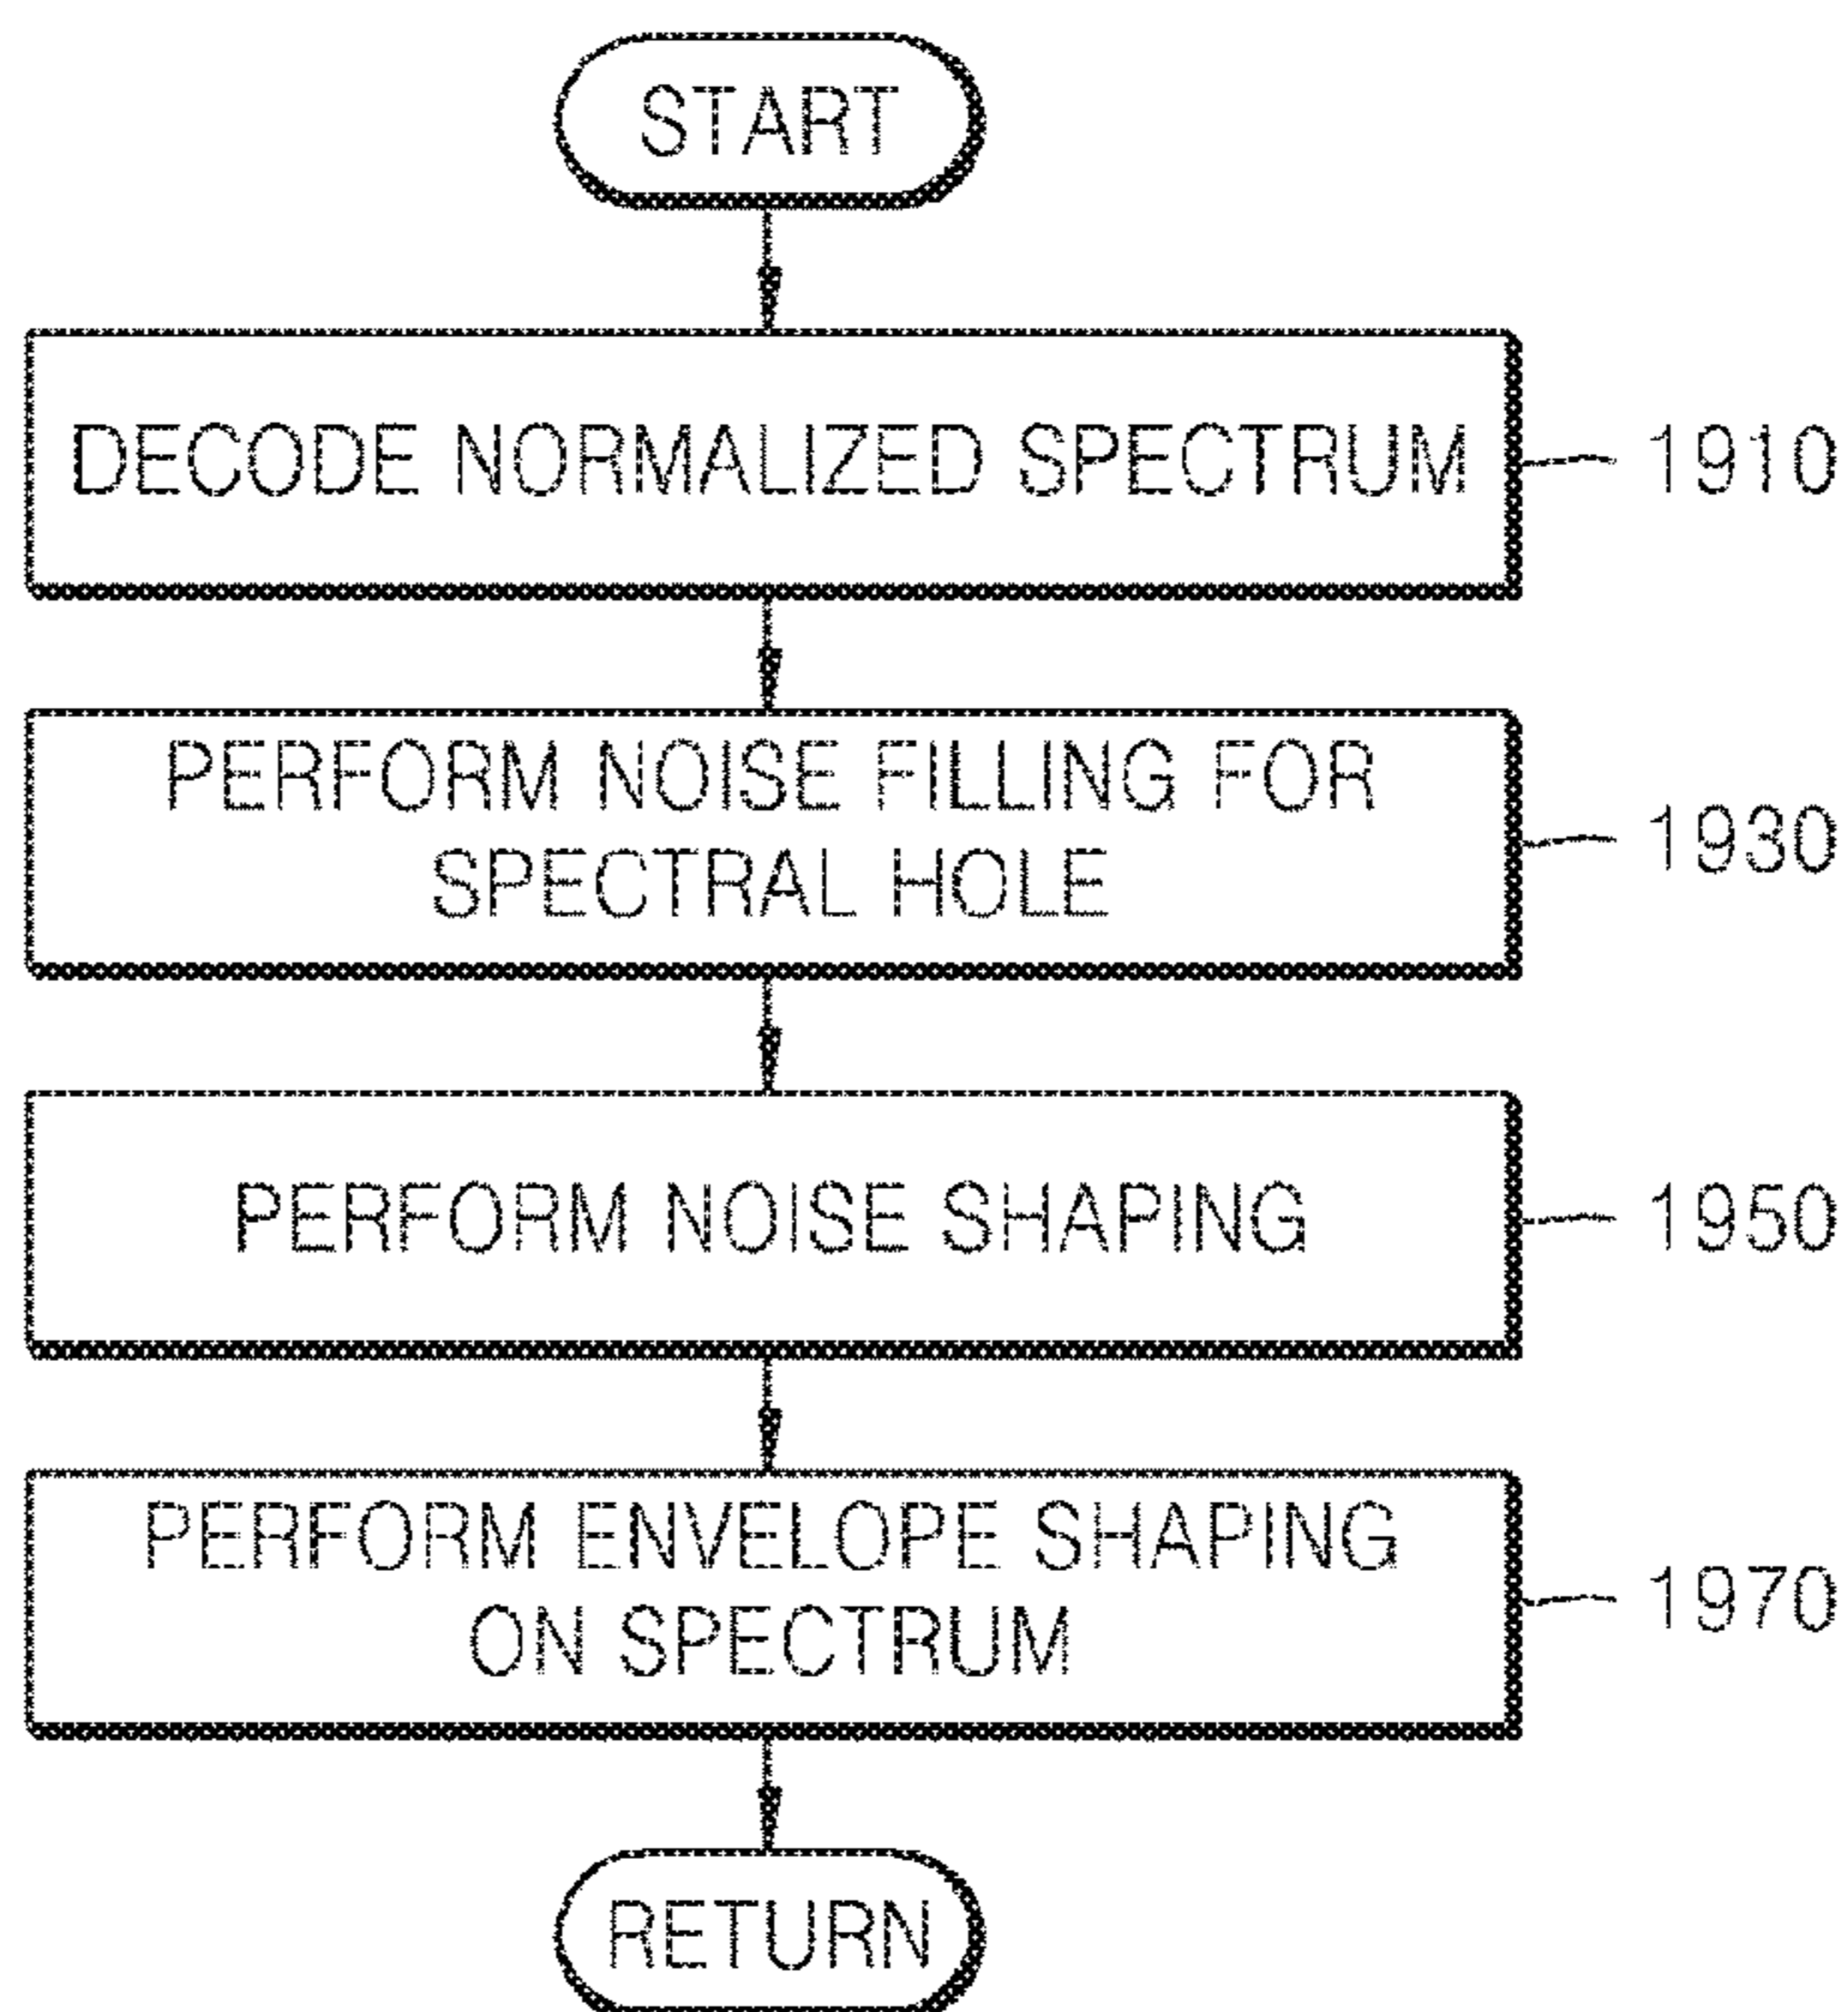 START
DECODE NORMALIZED SPECTRUM
1910
PERFORM NOISE FILLING FOR
SPECTRAL HOLE
1930
PERFORM NOISE SHAPING
1950
PERFORM ENVELOPE SHAPING
ON SPECTRUM
1970
RETURN